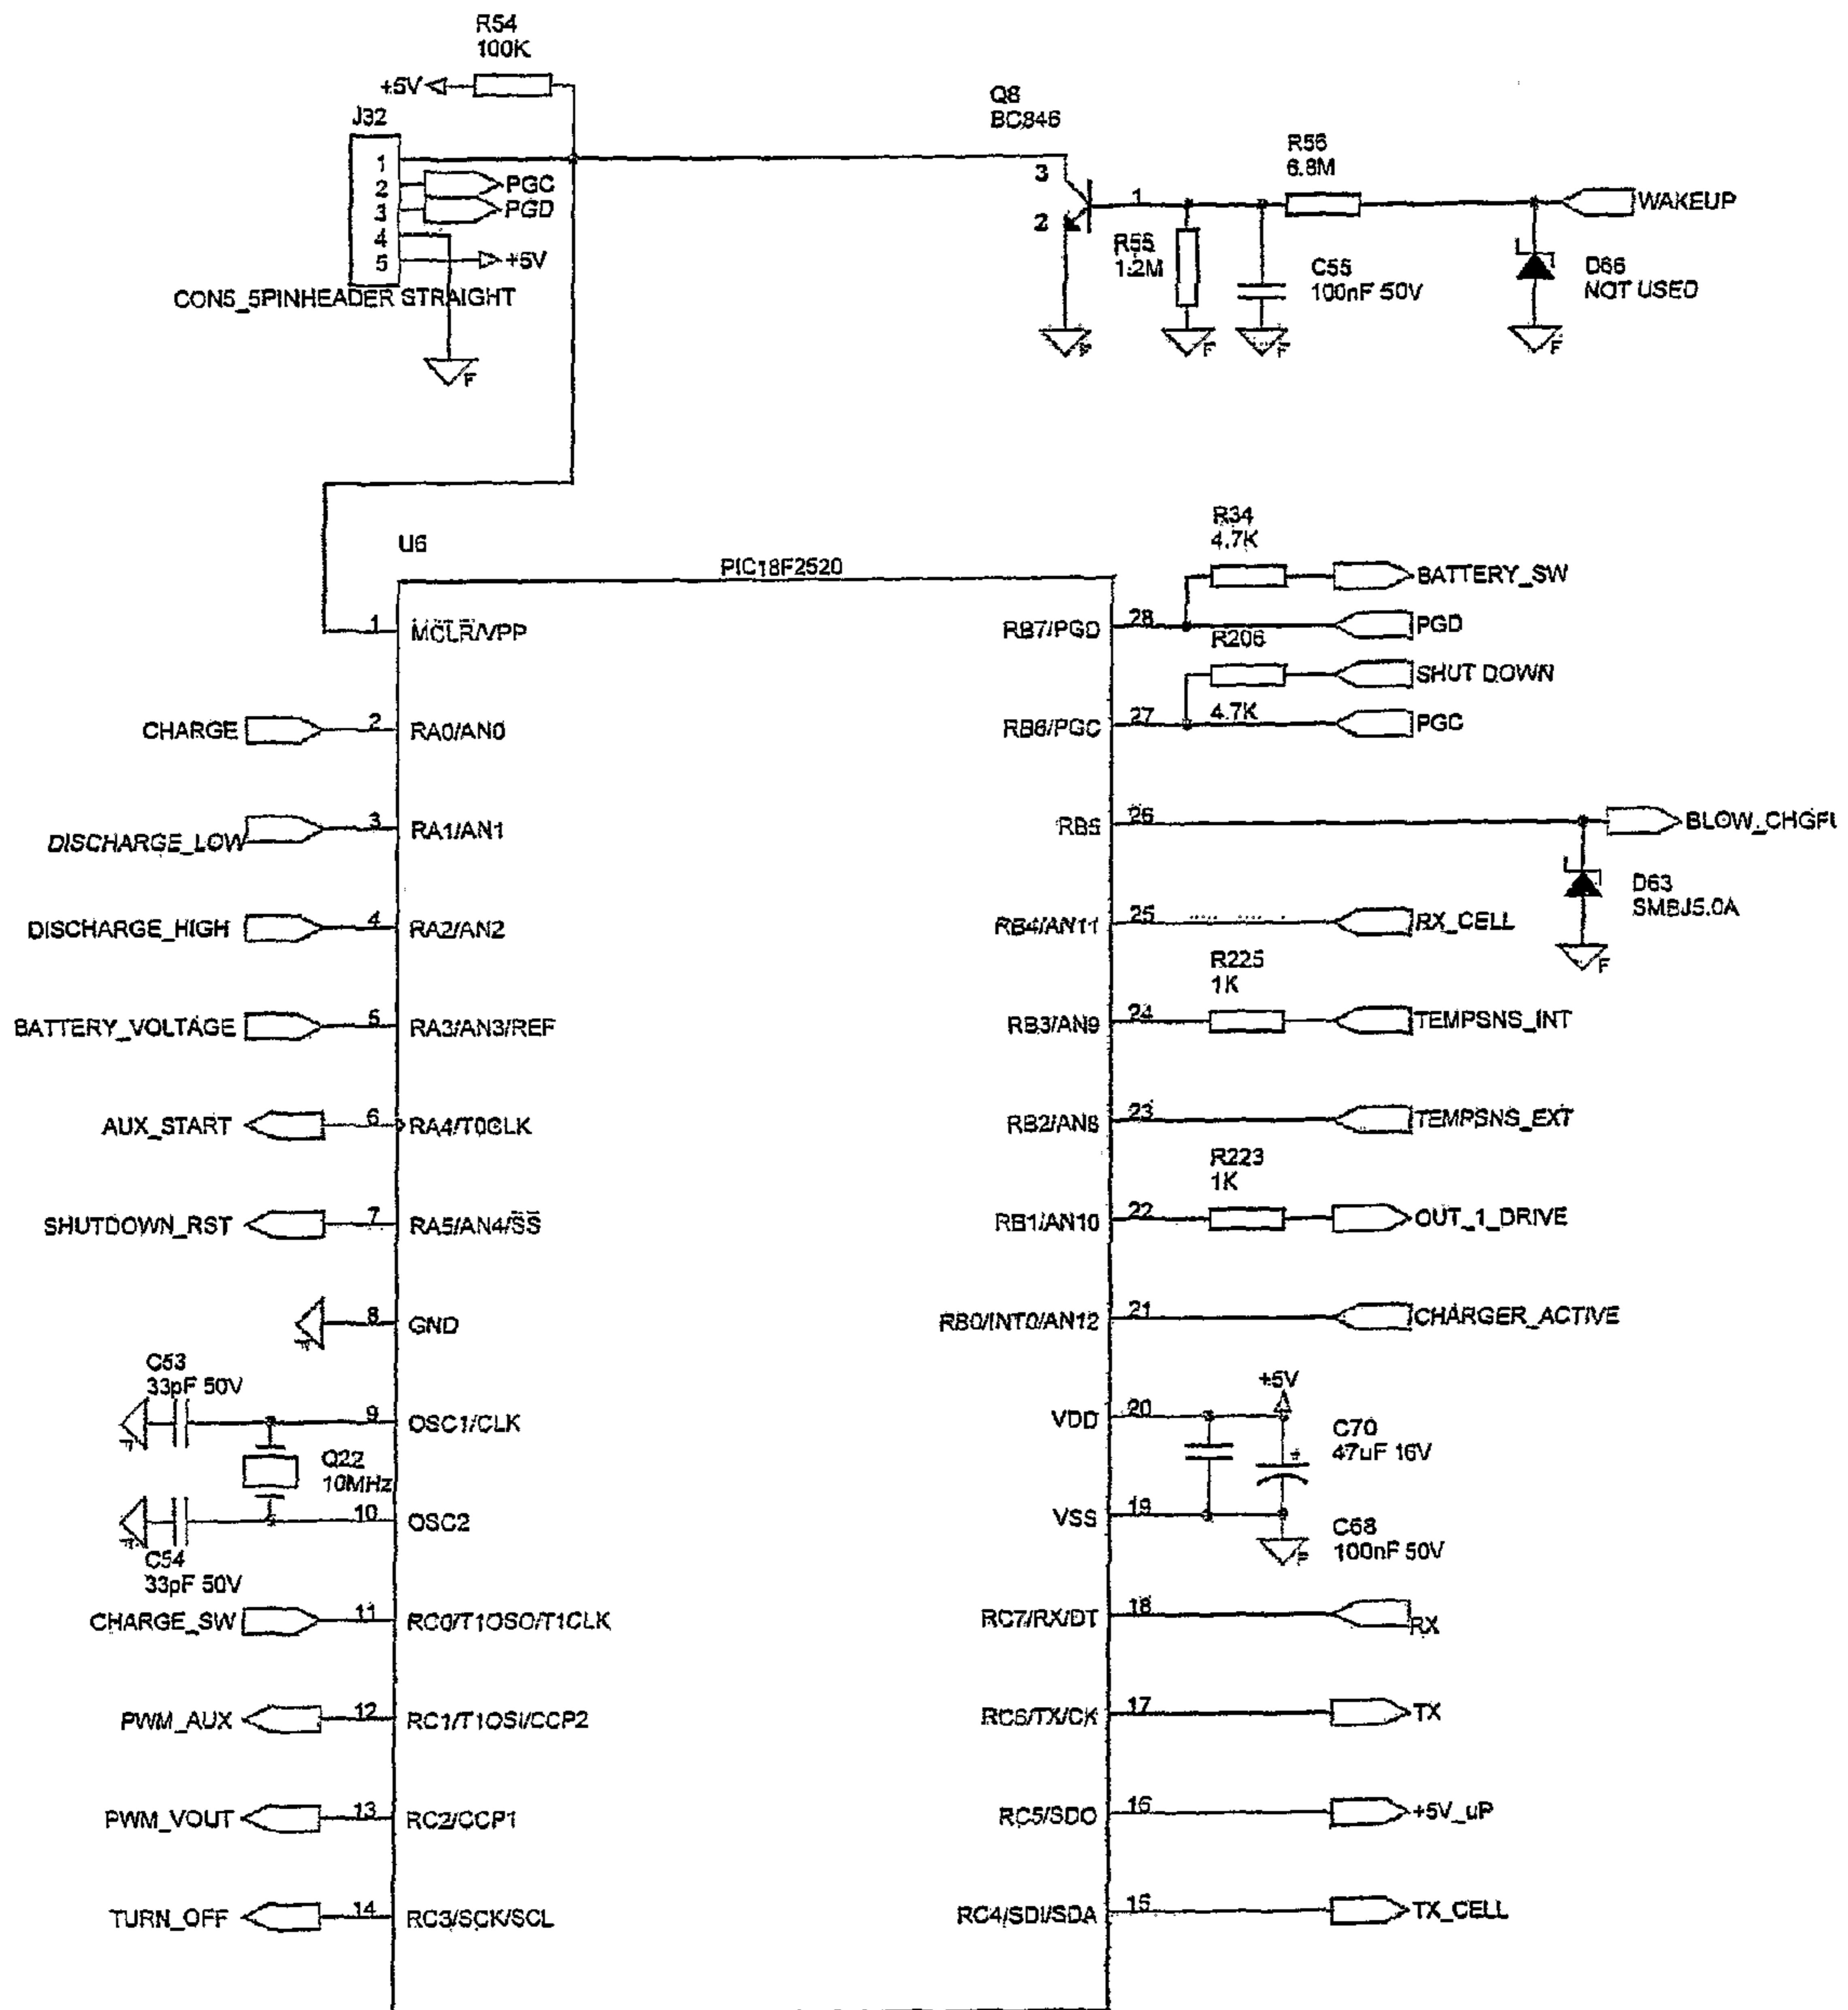 R54
100K
+5V
J32
1
2
3
4
5
PGC
PGD
+5V
CON5_5PINHEADER STRAIGHT
F
Q8
BC846
3
2
1
F
R55
1.2M
F
C55
100nF 50V
F
R56
6.8M
WAKEUP
D66
NOT USED
F
U6
PIC18F2520
1 MCLR/VPP
CHARGE 2 RA0/AN0
DISCHARGE_LOW 3 RA1/AN1
DISCHARGE_HIGH 4 RA2/AN2
BATTERY_VOLTAGE 5 RA3/AN3/REF
AUX_START 6 RA4/T0CLK
SHUTDOWN_RST 7 RA5/AN4/SS
F 8 GND
C53
33pF 50V
F
9 OSC1/CLK
Q22
10MHz
10 OSC2
F
C54
33pF 50V
CHARGE_SW 11 RC0/T1OSO/T1CLK
PWM_AUX 12 RC1/T1OSI/CCP2
PWM_VOUT 13 RC2/CCP1
TURN_OFF 14 RC3/SCK/SCL
R34
4.7K
BATTERY_SW
RB7/PGD 28 PGD
R206
SHUT DOWN
4.7K
RB6/PGC 27 PGC
RB5 26 BLOW_CHGFU
D63
SMBJ5.0A
F
RB4/AN11 25 RX_CELL
R225
1K
RB3/AN9 24 TEMPSNS_INT
RB2/AN8 23 TEMPSNS_EXT
R223
1K
RB1/AN10 22 OUT_1_DRIVE
RB0/INT0/AN12 21 CHARGER_ACTIVE
+5V
VDD 20
C70
47uF 16V
+
VSS 19
C68
100nF 50V
F
RC7/RX/DT 18 RX
RC6/TX/CK 17 TX
RC5/SDO 16 +5V_uP
RC4/SDI/SDA 15 TX_CELL